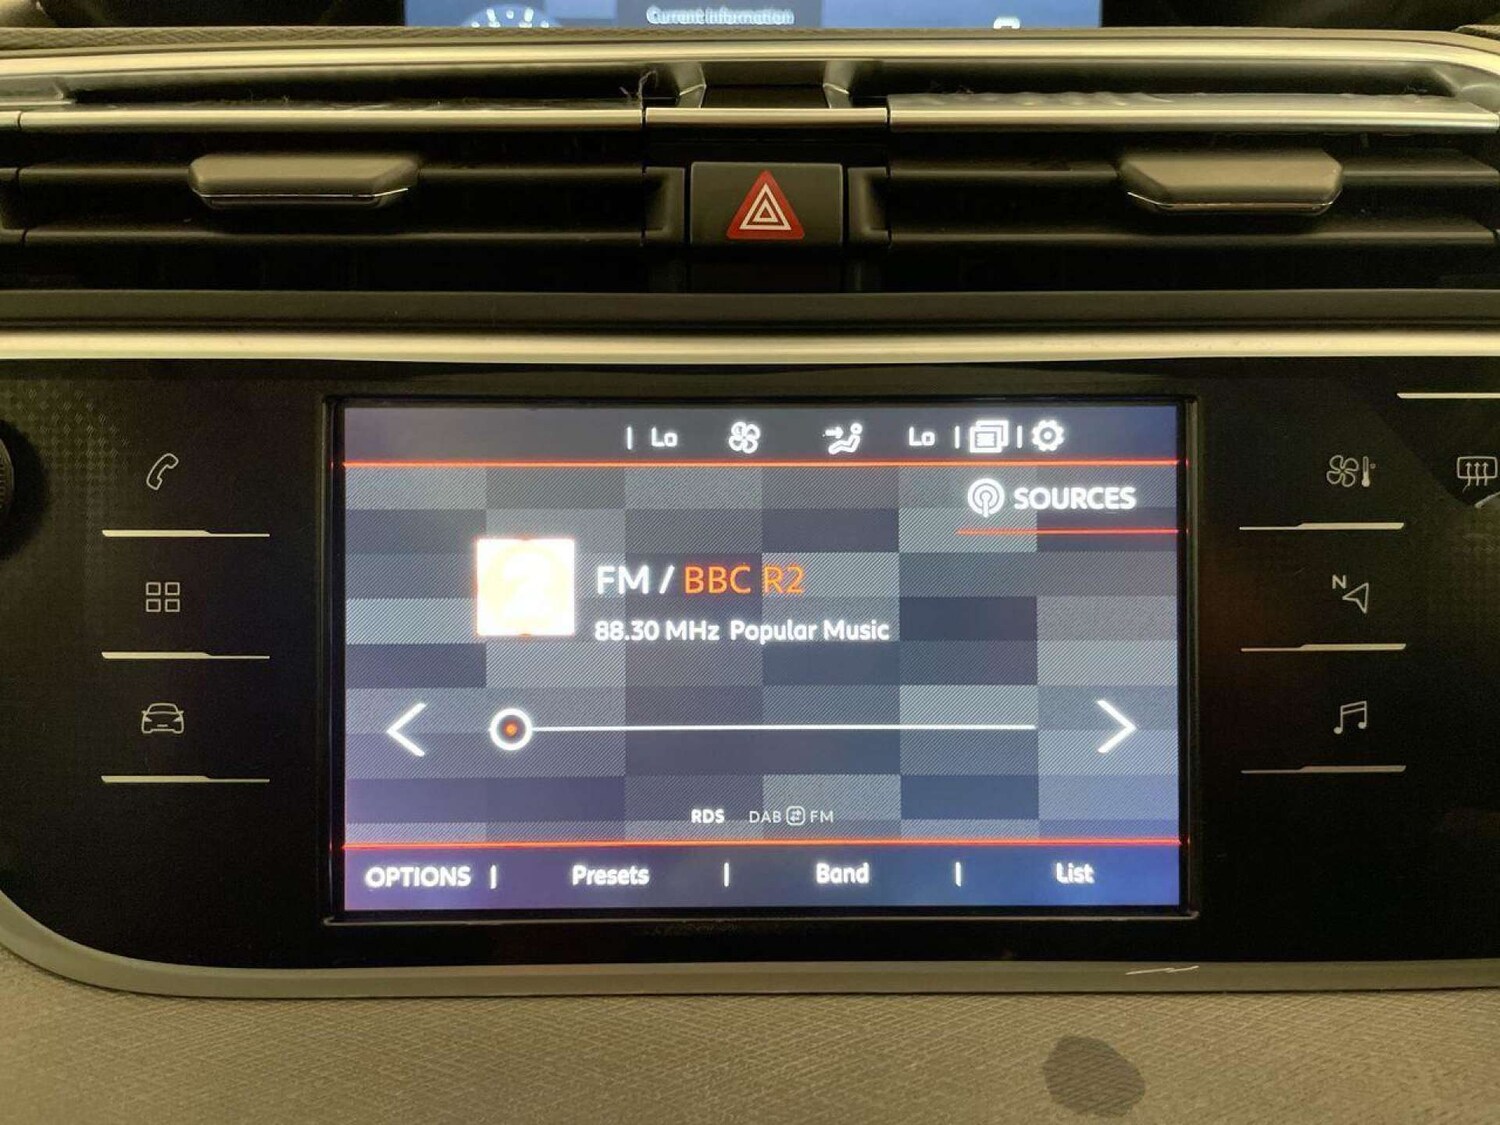 Current information
Lo Lo
SOURCES
2
FM / BBC R2
88.30 MHz Popular Music
N
RDS DAB FM
OPTIONS Presets Band List